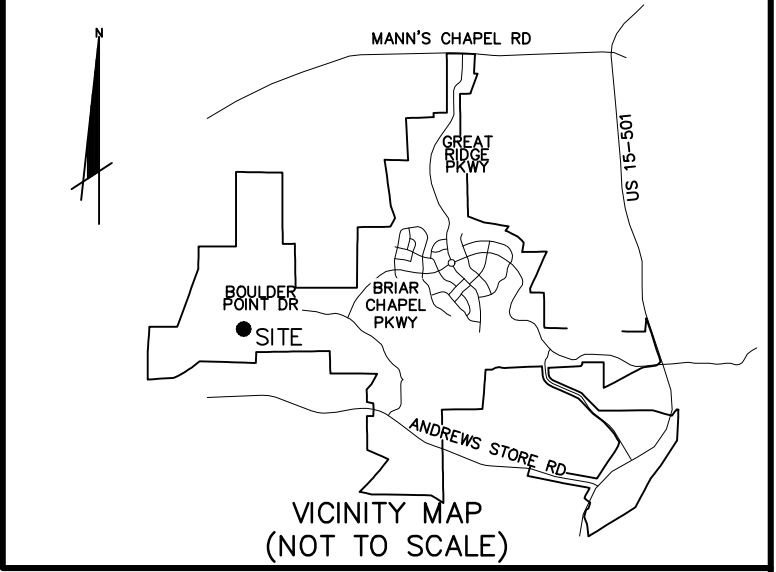 N
MANN'S CHAPEL RD
US 15-501
GREAT
RIDGE
PKWY
BOULDER
POINT DR
BRIAR
CHAPEL
PKWY
SITE
ANDREWS STORE RD
VICINITY MAP
(NOT TO SCALE)